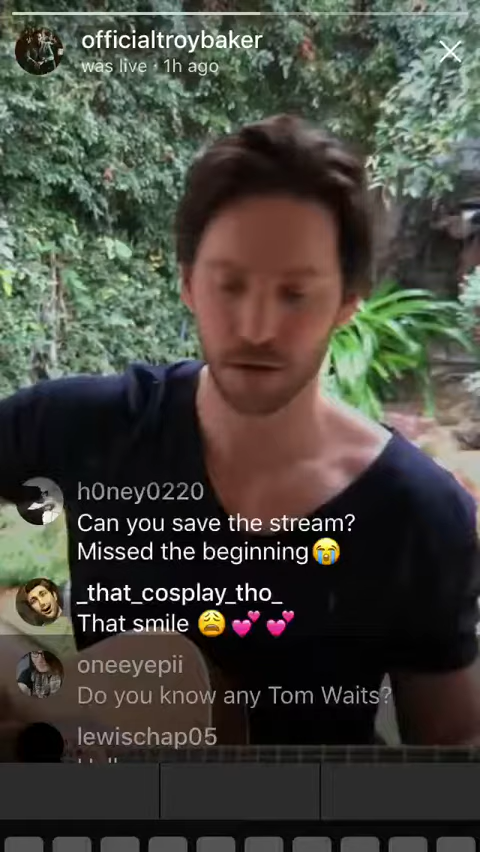 officialtroybaker
was live · 1h ago
h0ney0220
Can you save the stream?
Missed the beginning😭
_that_cosplay_tho_
That smile 😩💕💕
oneeyepii
Do you know any Tom Waits?
lewischap05